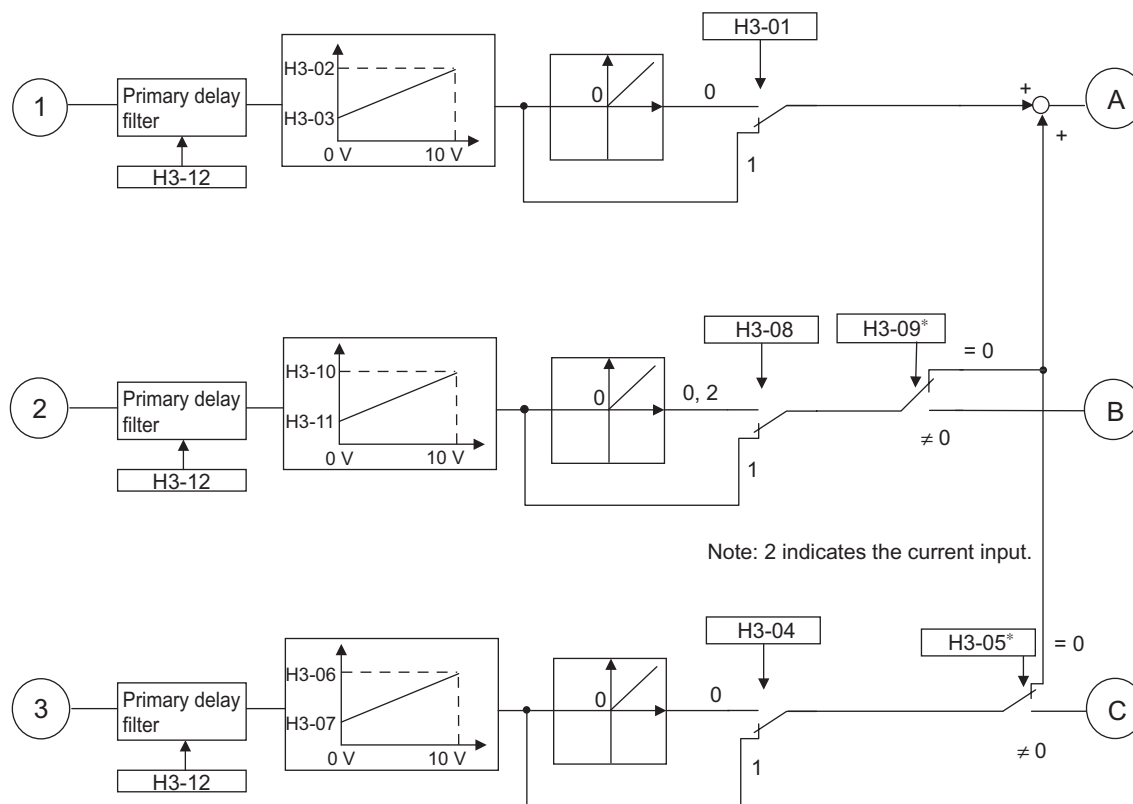 H3-01
1
Primary delay
filter
H3-12
H3-02
H3-03
0 V
10 V
0
0
1
+
+
A
H3-08
H3-09*
2
Primary delay
filter
H3-12
H3-10
H3-11
0 V
10 V
0
0, 2
1
= 0
≠ 0
B
Note: 2 indicates the current input.
H3-04
H3-05*
3
Primary delay
filter
H3-12
H3-06
H3-07
0 V
10 V
0
0
1
= 0
≠ 0
C